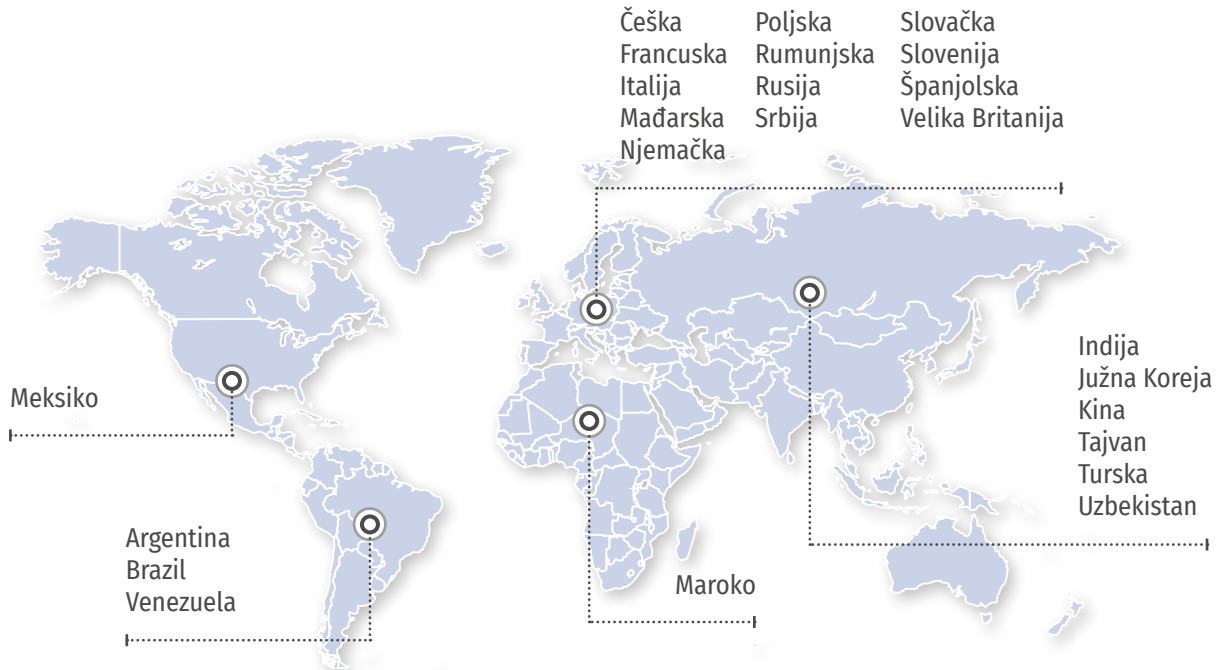 Češka
Francuska
Italija
Mađarska
Njemačka
Poljska
Rumunjska
Rusija
Srbija
Slovačka
Slovenija
Španjolska
Velika Britanija
Meksiko
Indija
Južna Koreja
Kina
Tajvan
Turska
Uzbekistan
Argentina
Brazil
Venezuela
Maroko